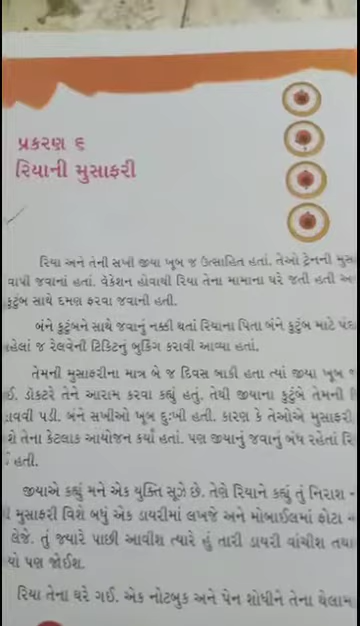 પ્રકરણ ૬
રિયાની મુસાફરી
રિયા અને તેની સખી જીયા ખૂબ જ ઉત્સાહિત હતાં. તેઓ ટ્રેનની
વાપી જવાનાં હતાં. વેકેશન હોવાથી રિયા તેના મામાના ઘરે જતી હતી
કુટુંબ સાથે દમણ ફરવા જવાની હતી.
બંને કુટુંબને સાથે જવાનું નક્કી થતાં રિયાના પિતા બંને કુટુંબ માટે
પહેલાં જ રેલવેની ટિકિટનું બુકિંગ કરાવી આવ્યા હતાં.
તેમની મુસાફરીના માત્ર બે જ દિવસ બાકી હતા ત્યાં જીયા ખૂબ
ડોક્ટરે તેને આરામ કરવા કહ્યું હતું. તેથી જીયાના કુટુંબે તેમની
પડી. બંને સખીઓ ખૂબ દુઃખી હતી. કારણ કે તેઓએ મુસાફરી
તેના કેટલાક આયોજન કર્યાં હતાં. પણ જીયાનું જવાનું બંધ રહેતાં
હતી.
જીયાએ કહ્યું મને એક યુક્તિ સૂઝે છે. તેણે રિયાને કહ્યું તું નિરાશ
મુસાફરી વિશે બધું એક ડાયરીમાં લખજે અને મોબાઈલમાં ફોટા
લેજે. તું જ્યારે પાછી આવીશ ત્યારે હું તારી ડાયરી વાંચીશ તથા
પણ જોઈશ.
રિયા તેના ઘરે ગઈ. એક નોટબુક અને પેન શોધીને તેના થેલામાં